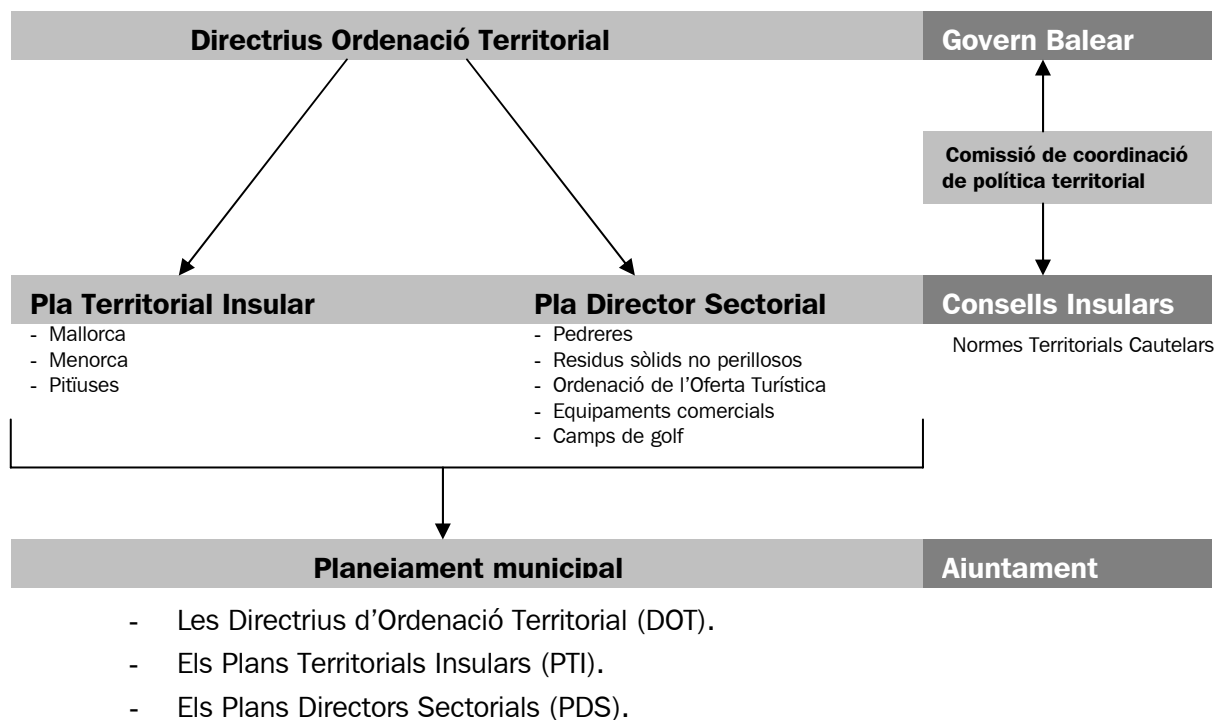 Directrius Ordenació Territorial
Govern Balear
Comissió de coordinació
de política territorial
Pla Territorial Insular
- Mallorca
- Menorca
- Pitïuses
Pla Director Sectorial
- Pedreres
- Residus sòlids no perillosos
- Ordenació de l’Oferta Turística
- Equipaments comercials
- Camps de golf
Consells Insulars
Normes Territorials Cautelars
Planejament municipal
Ajuntament
- Les Directrius d’Ordenació Territorial (DOT).
- Els Plans Territorials Insulars (PTI).
- Els Plans Directors Sectorials (PDS).